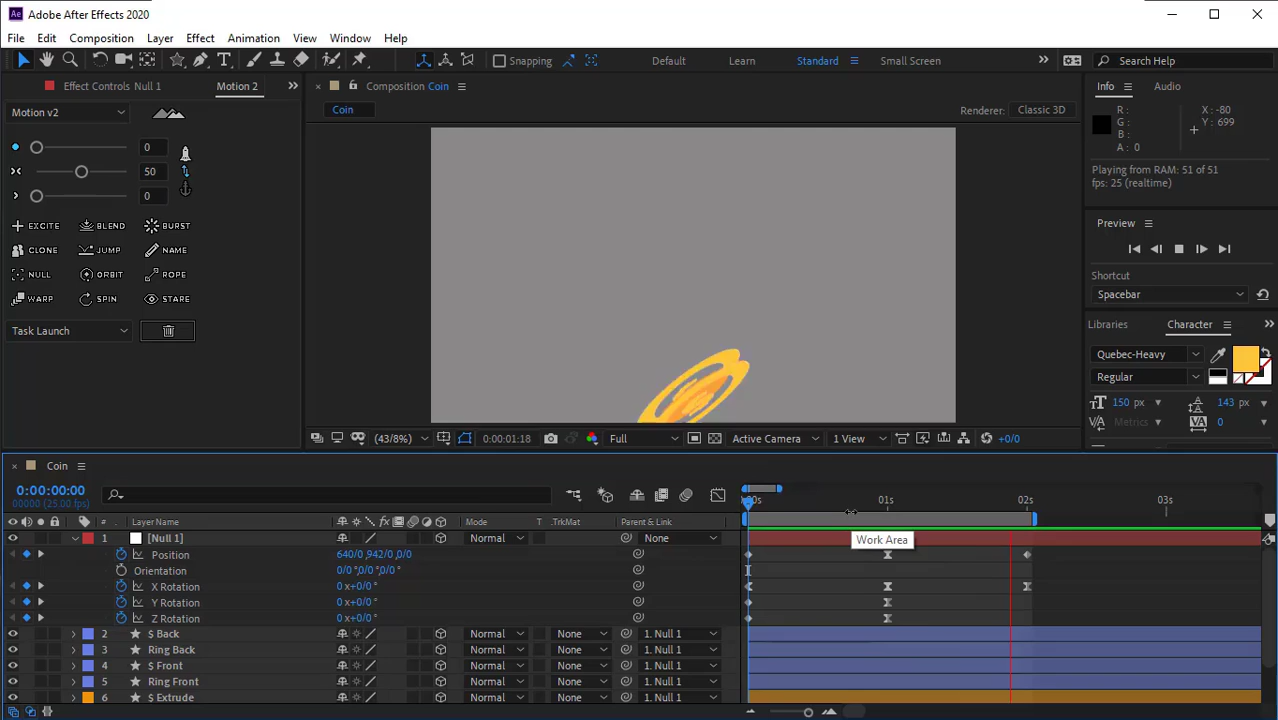 Ae Adobe After Effects 2020
File Edit Composition Layer Effect Animation View Window Help
Snapping Default Learn Standard Small Screen Search Help
Effect Controls Null 1 Motion 2
Composition Coin
Info Audio
Motion v2
Coin Renderer: Classic 3D
R: X: -80
G: Y: 699
B:
A: 0
0
50
0
Playing from RAM: 51 of 51
fps: 25 (realtime)
EXCITE BLEND BURST
CLONE JUMP NAME
NULL ORBIT ROPE
WARP SPIN STARE
Task Launch
Preview
Shortcut
Spacebar
Libraries Character
Quebec-Heavy
Regular
150 px 143 px
Metrics 0
(43/8%) 0:00:01:18 Full Active Camera 1 View +0/0
Coin
0:00:00:00
00000 (25.00 fps)
:00s 01s 02s 03s
# Layer Name Mode T .TrkMat Parent & Link
Work Area
1 [Null 1] Normal None
Position 640/0 ,942/0 ,0/0
Orientation 0/0 °,0/0 °,0/0 °
X Rotation 0 x+0/0 °
Y Rotation 0 x+0/0 °
Z Rotation 0 x+0/0 °
2 $ Back Normal None 1. Null 1
3 Ring Back Normal None 1. Null 1
4 $ Front Normal None 1. Null 1
5 Ring Front Normal None 1. Null 1
6 $ Extrude Normal None 1. Null 1